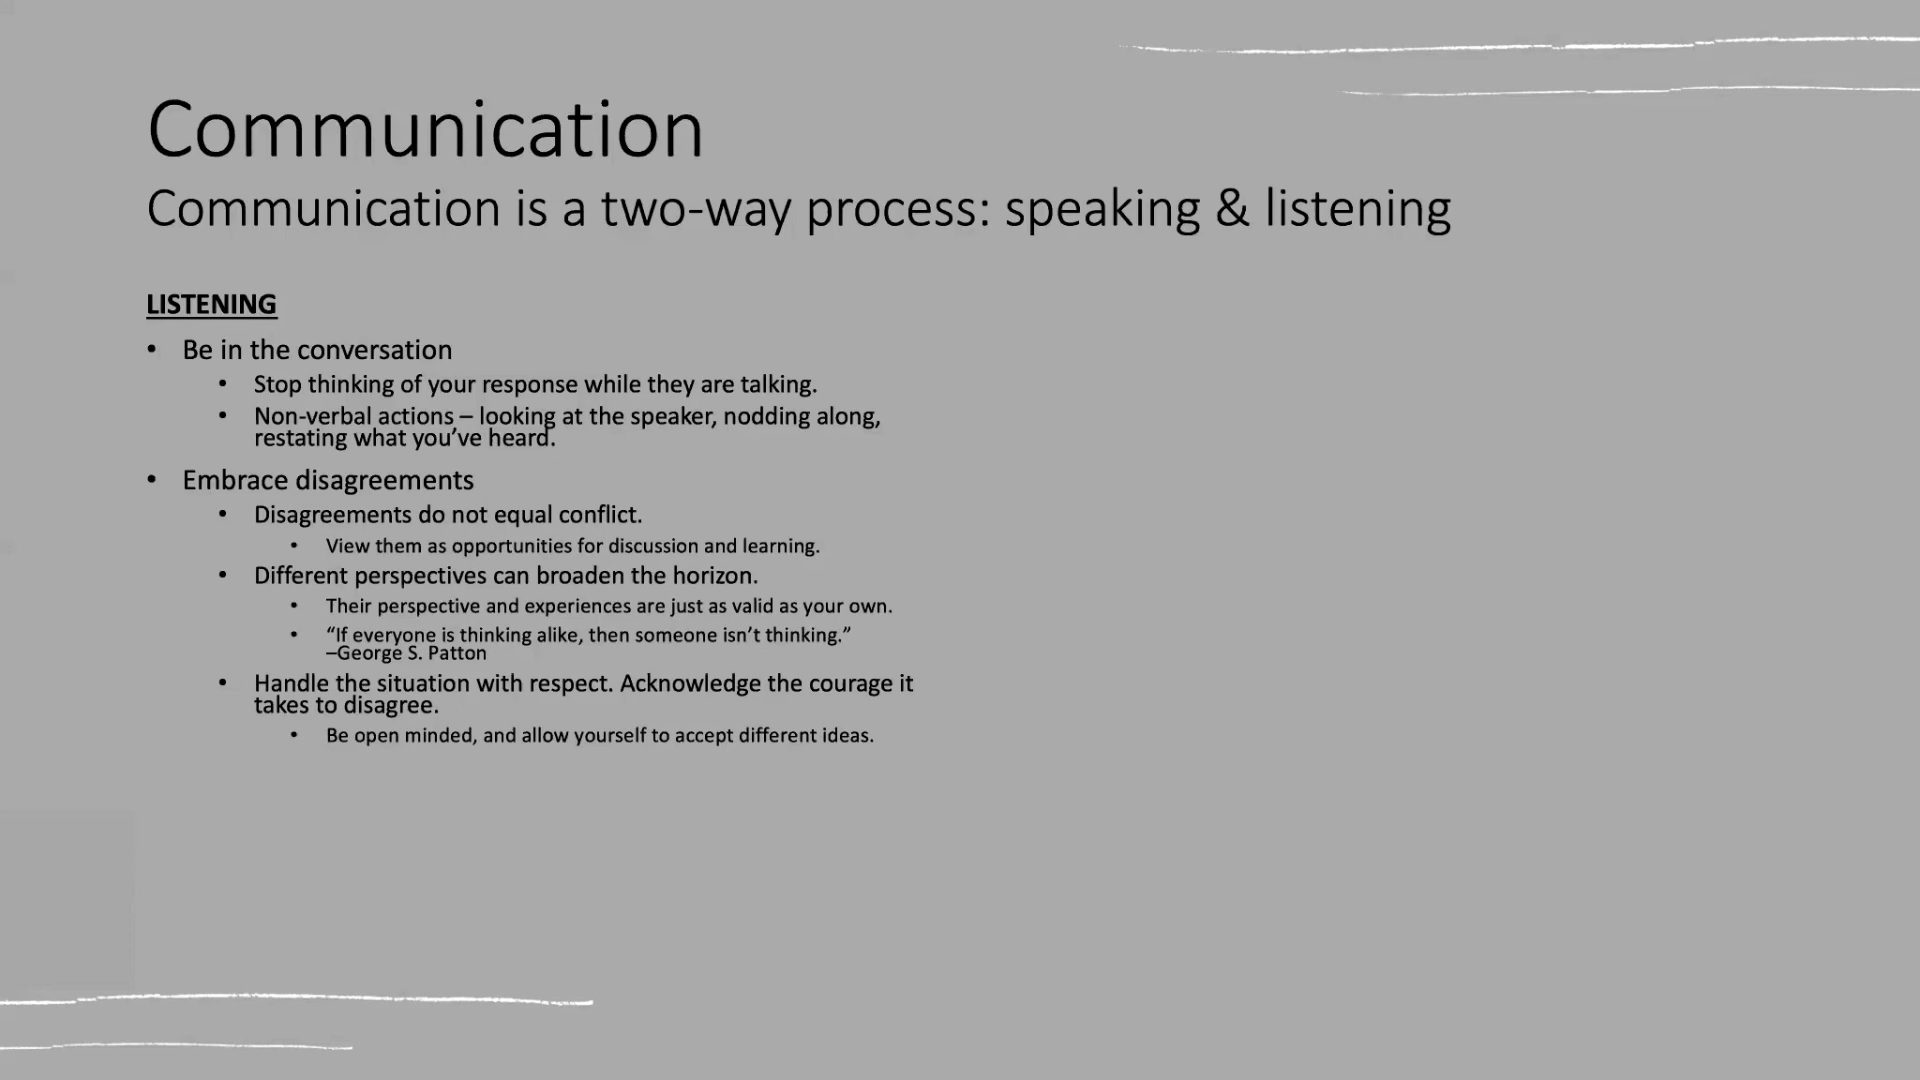 Communication
Communication is a two-way process: speaking & listening
LISTENING
• Be in the conversation
• Stop thinking of your response while they are talking.
• Non-verbal actions – looking at the speaker, nodding along,
restating what you’ve heard.
• Embrace disagreements
• Disagreements do not equal conflict.
• View them as opportunities for discussion and learning.
• Different perspectives can broaden the horizon.
• Their perspective and experiences are just as valid as your own.
• “If everyone is thinking alike, then someone isn’t thinking.”
–George S. Patton
• Handle the situation with respect. Acknowledge the courage it
takes to disagree.
• Be open minded, and allow yourself to accept different ideas.